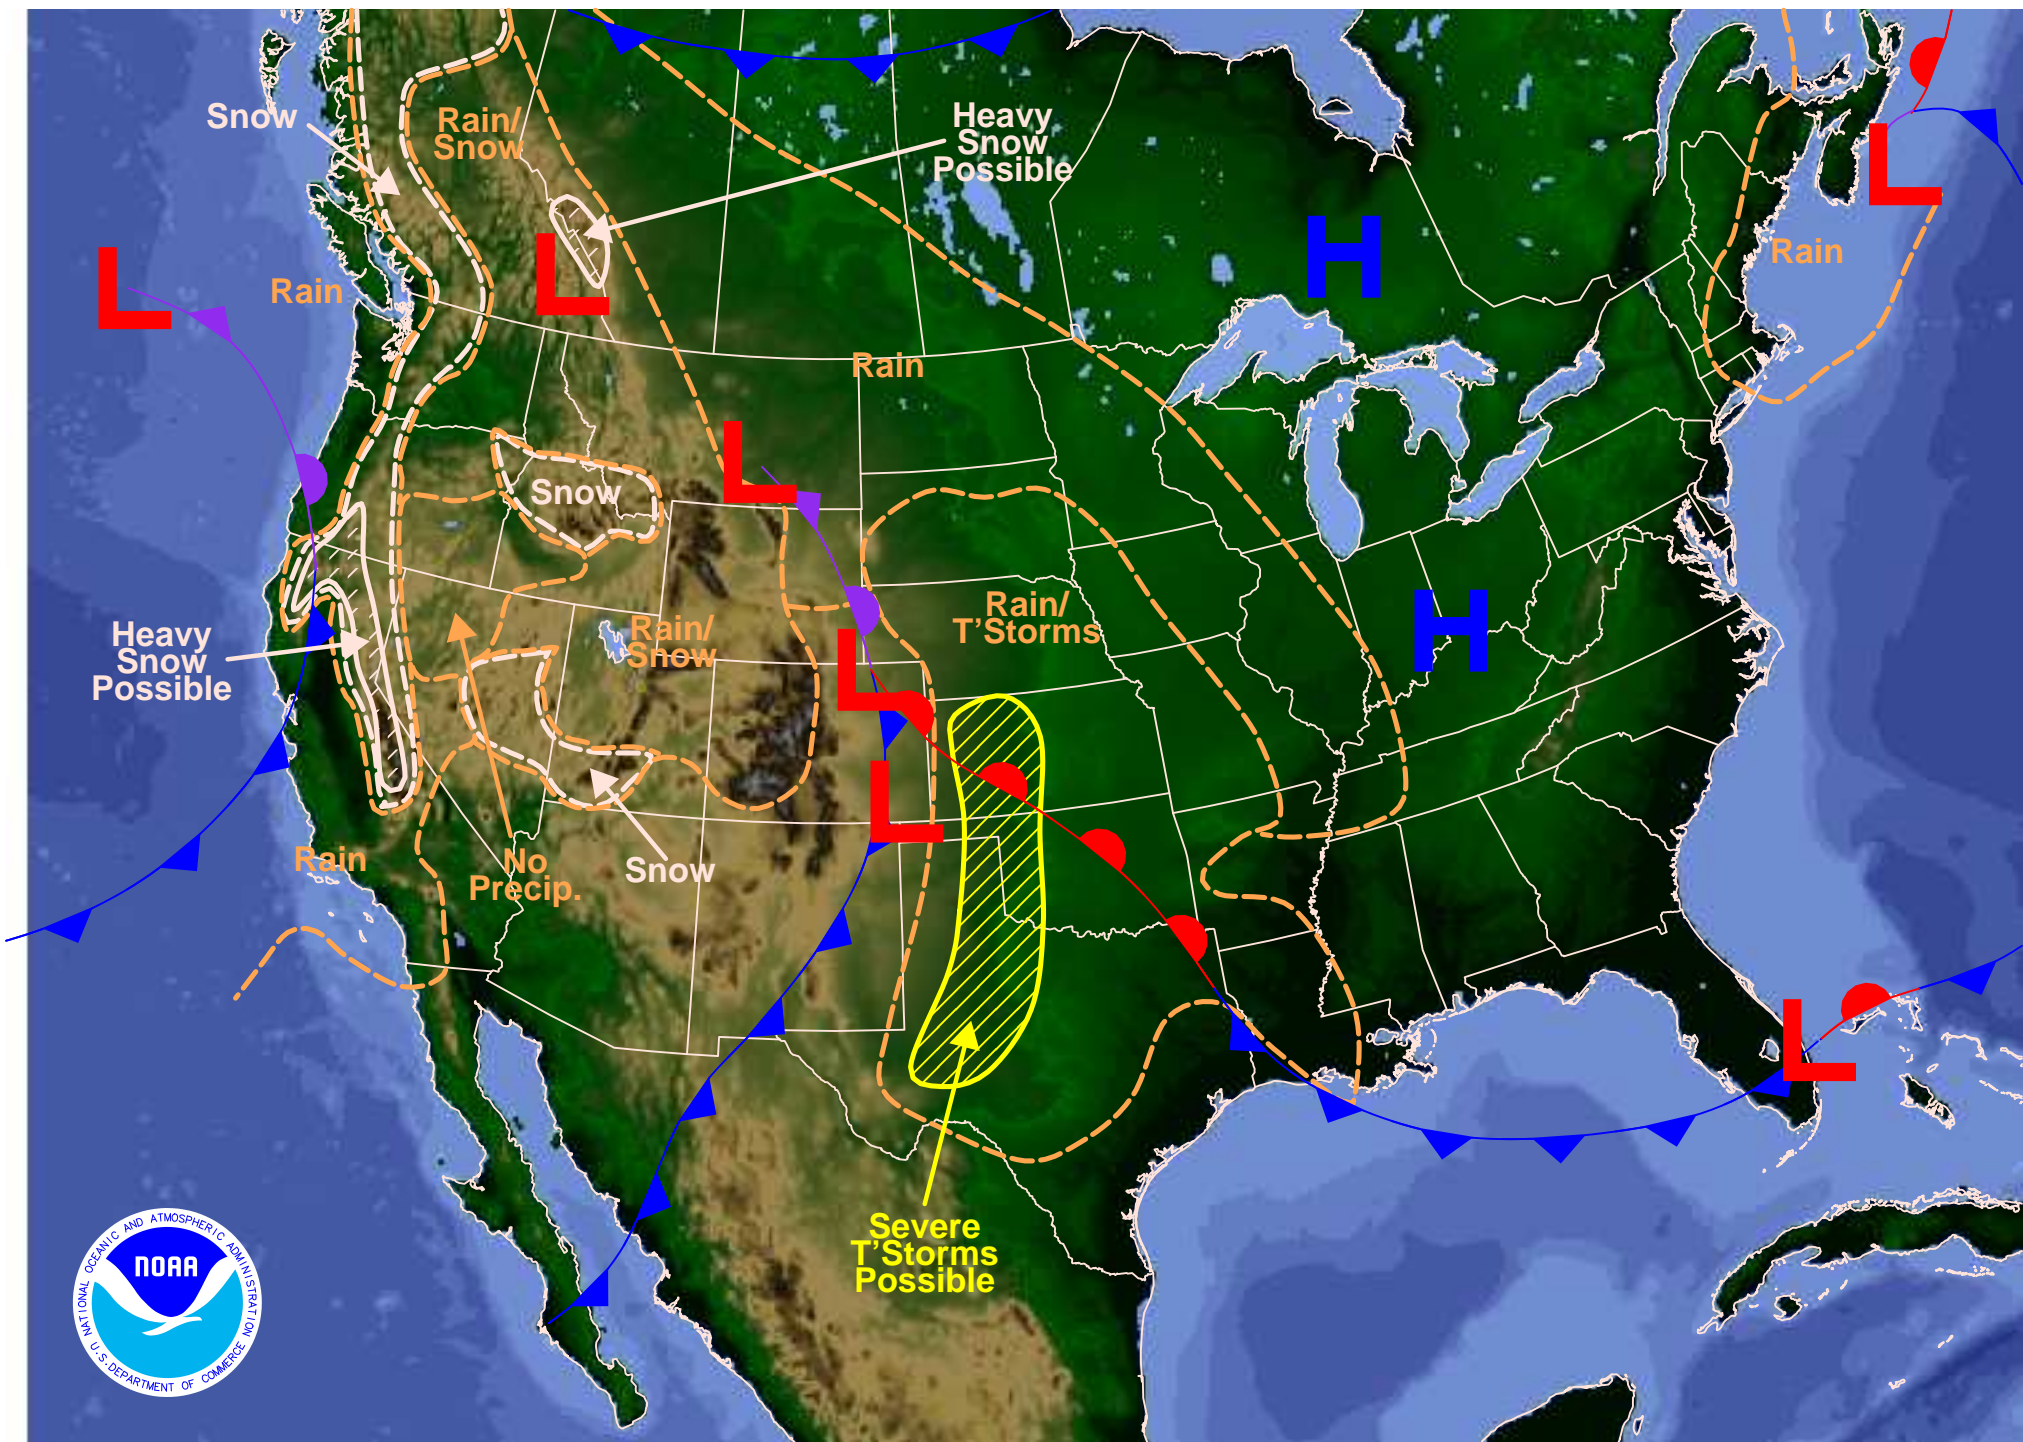 Snow
Rain/
Snow
Heavy
Snow
Possible
L
H
Rain
L
L
Rain
Rain
L
Snow
Rain/
T'Storms
H
Heavy
Snow
Possible
Rain/
Snow
L
L
Rain
No
Precip.
Snow
L
Severe
T'Storms
Possible
NATIONAL OCEANIC AND ATMOSPHERIC ADMINISTRATION
NOAA
U.S. DEPARTMENT OF COMMERCE